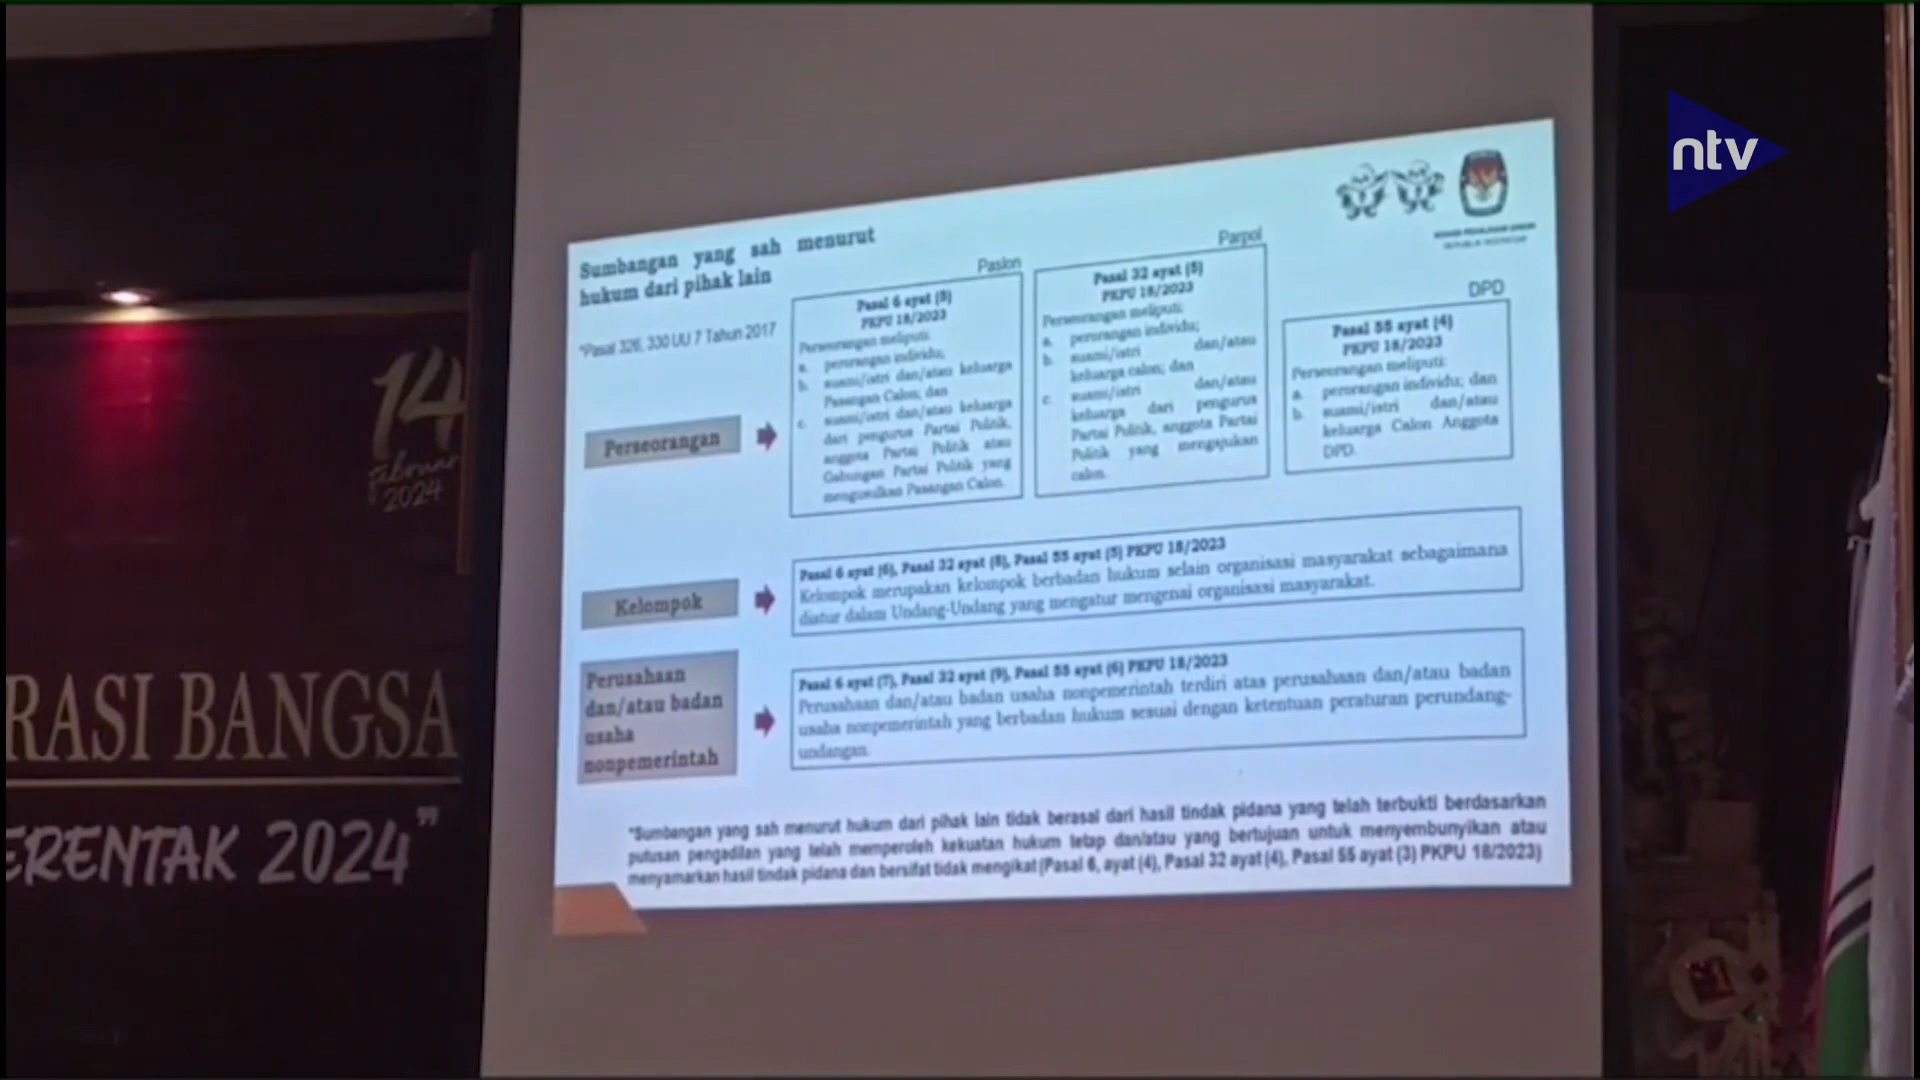 ntv
Sumbangan yang sah menurut
hukum dari pihak lain
*Pasal 326, 330 UU 7 Tahun 2017
Paslon
Pasal 6 ayat (5)
PKPU 18/2023
Perseorangan meliputi:
a. perorangan individu;
b. suami/istri dan/atau keluarga
Pasangan Calon; dan
c. suami/istri dan/atau keluarga
dari pengurus Partai Politik,
anggota Partai Politik atau
Gabungan Partai Politik yang
mengusulkan Pasangan Calon.
Parpol
Pasal 32 ayat (5)
PKPU 18/2023
Perseorangan meliputi:
a. perorangan individu;
b. suami/istri dan/atau
keluarga calon; dan
c. suami/istri dan/atau
keluarga dari pengurus
Partai Politik, anggota Partai
Politik yang mengajukan
calon.
DPD
Pasal 55 ayat (4)
PKPU 18/2023
Perseorangan meliputi:
a. perorangan individu; dan
b. suami/istri dan/atau
keluarga Calon Anggota
DPD.
Perseorangan
Kelompok
Pasal 6 ayat (6), Pasal 32 ayat (8), Pasal 55 ayat (5) PKPU 18/2023
Kelompok merupakan kelompok berbadan hukum selain organisasi masyarakat sebagaimana
diatur dalam Undang-Undang yang mengatur mengenai organisasi masyarakat.
Perusahaan
dan/atau badan
usaha
nonpemerintah
Pasal 6 ayat (7), Pasal 32 ayat (9), Pasal 55 ayat (6) PKPU 18/2023
Perusahaan dan/atau badan usaha nonpemerintah terdiri atas perusahaan dan/atau badan
usaha nonpemerintah yang berbadan hukum sesuai dengan ketentuan peraturan perundang-
undangan.
*Sumbangan yang sah menurut hukum dari pihak lain tidak berasal dari hasil tindak pidana yang telah terbukti berdasarkan
putusan pengadilan yang telah memperoleh kekuatan hukum tetap dan/atau yang bertujuan untuk menyembunyikan atau
menyamarkan hasil tindak pidana dan bersifat tidak mengikat (Pasal 6, ayat (4), Pasal 32 ayat (4), Pasal 55 ayat (3) PKPU 18/2023)
14
Februari
2024
RASI BANGSA
ERENTAK 2024"